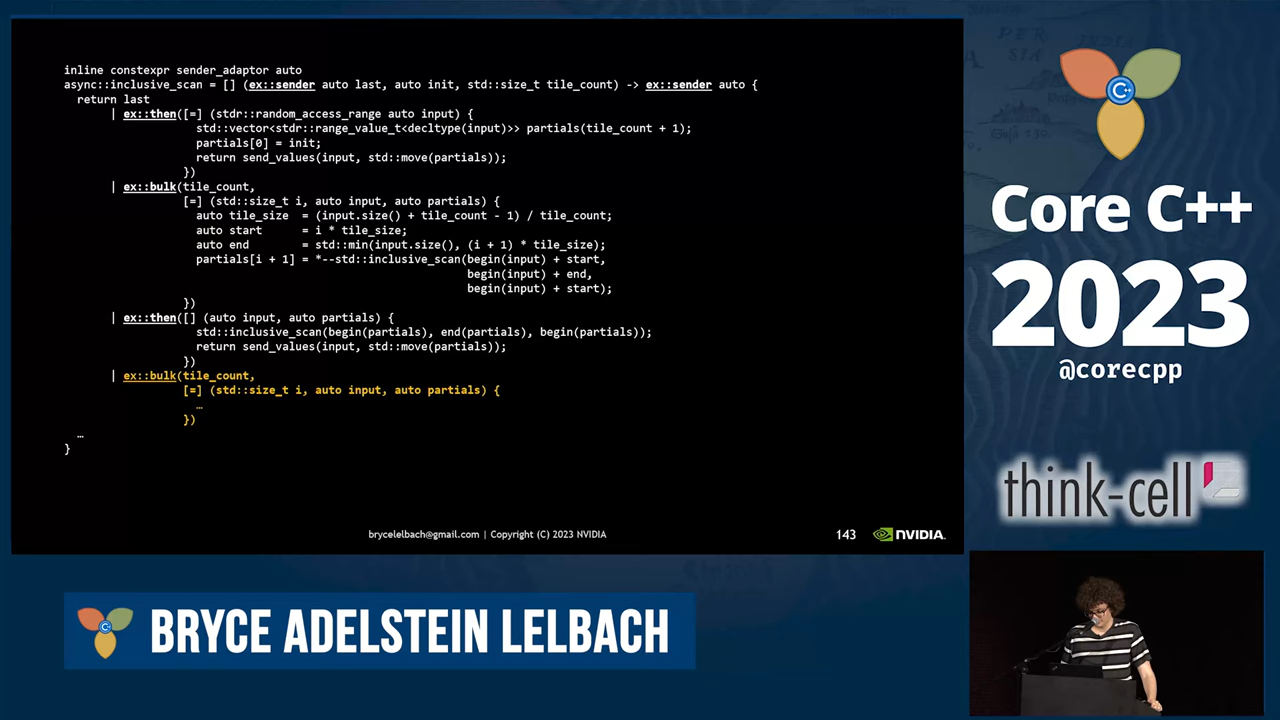 inline constexpr sender_adaptor auto
async::inclusive_scan = [] (ex::sender auto last, auto init, std::size_t tile_count) -> ex::sender auto {
  return last
       | ex::then([=] (stdr::random_access_range auto input) {
                    std::vector<stdr::range_value_t<decltype(input)>> partials(tile_count + 1);
                    partials[0] = init;
                    return send_values(input, std::move(partials));
                  })
       | ex::bulk(tile_count,
                  [=] (std::size_t i, auto input, auto partials) {
                    auto tile_size  = (input.size() + tile_count - 1) / tile_count;
                    auto start      = i * tile_size;
                    auto end        = std::min(input.size(), (i + 1) * tile_size);
                    partials[i + 1] = *--std::inclusive_scan(begin(input) + start,
                                                             begin(input) + end,
                                                             begin(input) + start);
                  })
       | ex::then([] (auto input, auto partials) {
                    std::inclusive_scan(begin(partials), end(partials), begin(partials));
                    return send_values(input, std::move(partials));
                  })
       | ex::bulk(tile_count,
                  [=] (std::size_t i, auto input, auto partials) {
                    …
                  })
  …
}
brycelelbach@gmail.com | Copyright (C) 2023 NVIDIA
143
NVIDIA.
C++
Core C++
2023
@corecpp
think-cell
C++
BRYCE ADELSTEIN LELBACH